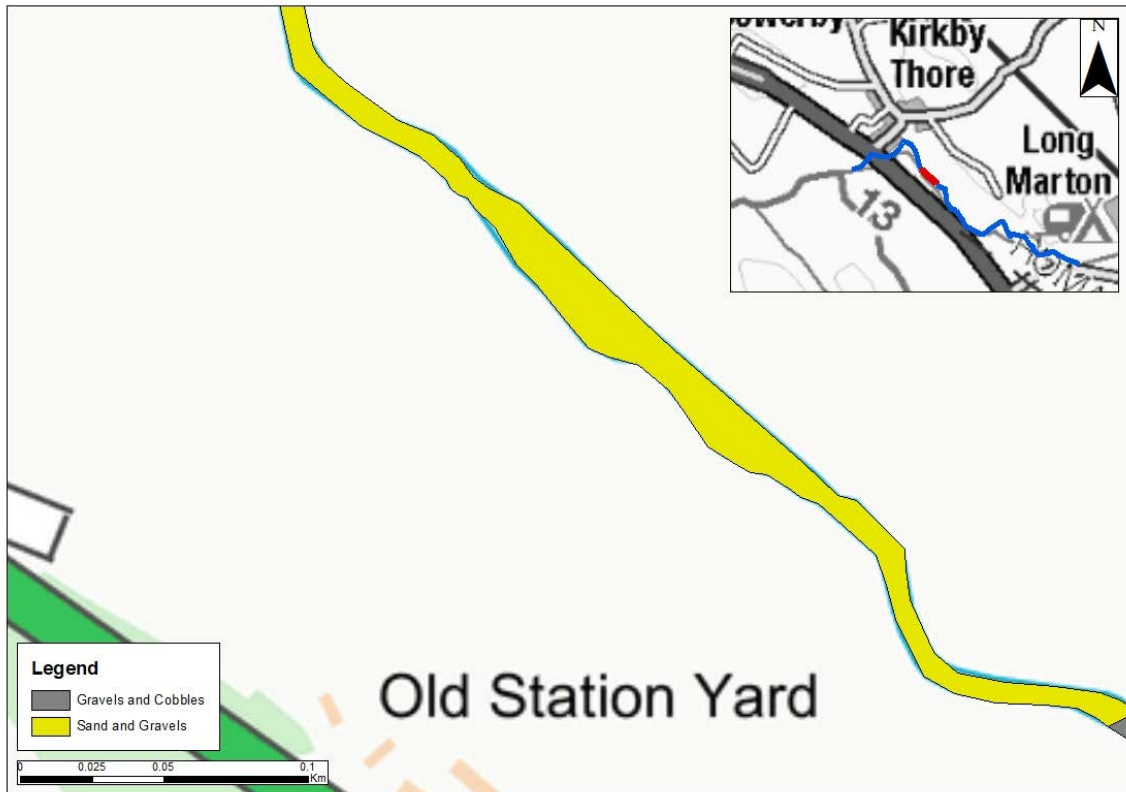 Kirkby
Thore
N
Long
Marton
13
Old Station Yard
Legend
Gravels and Cobbles
Sand and Gravels
0 0.025 0.05 0.1
Km